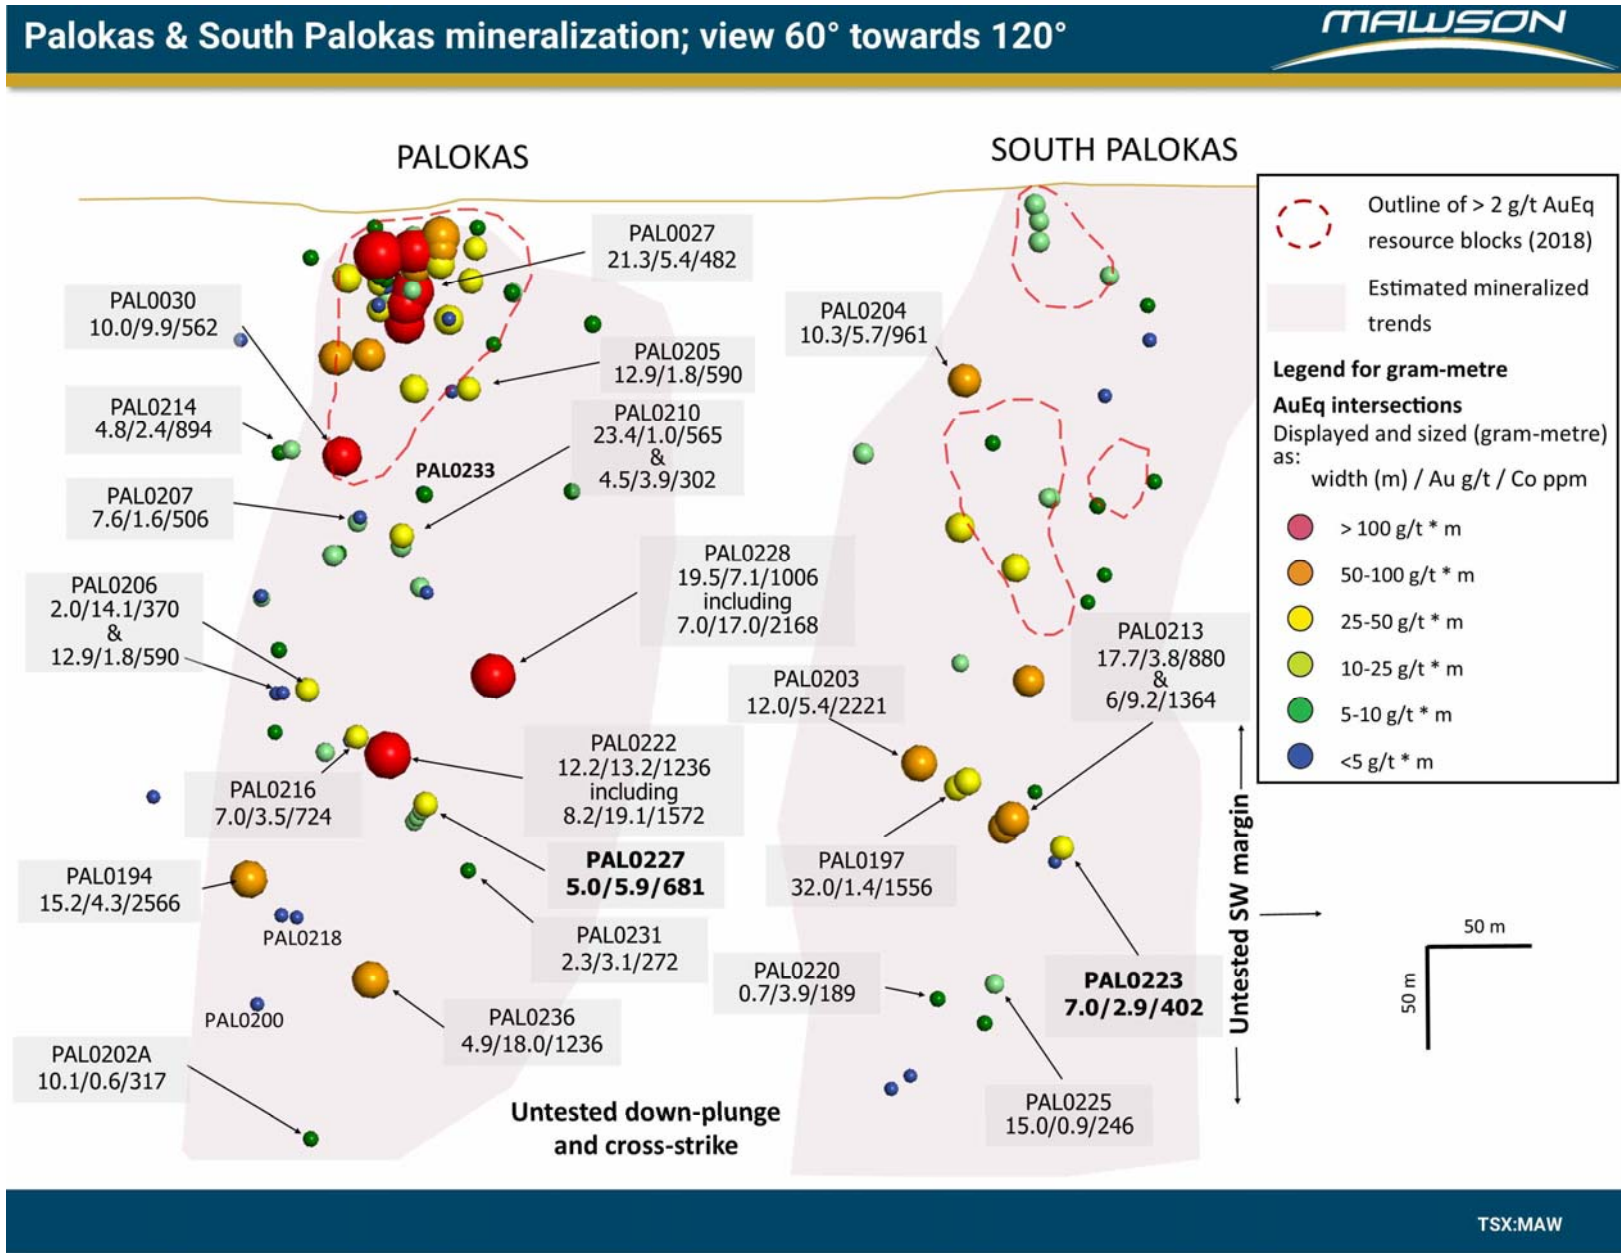 Palokas & South Palokas mineralization; view 60° towards 120°
MAWSON
PALOKAS
SOUTH PALOKAS
PAL0027
21.3/5.4/482
PAL0030
10.0/9.9/562
PAL0205
12.9/1.8/590
PAL0214
4.8/2.4/894
PAL0210
23.4/1.0/565
&
4.5/3.9/302
PAL0233
PAL0207
7.6/1.6/506
PAL0228
19.5/7.1/1006
including
7.0/17.0/2168
PAL0206
2.0/14.1/370
&
12.9/1.8/590
PAL0222
12.2/13.2/1236
including
8.2/19.1/1572
PAL0216
7.0/3.5/724
PAL0227
5.0/5.9/681
PAL0194
15.2/4.3/2566
PAL0218
PAL0231
2.3/3.1/272
PAL0200
PAL0236
4.9/18.0/1236
PAL0202A
10.1/0.6/317
Untested down-plunge
and cross-strike
PAL0204
10.3/5.7/961
PAL0213
17.7/3.8/880
&
6/9.2/1364
PAL0203
12.0/5.4/2221
PAL0197
32.0/1.4/1556
PAL0220
0.7/3.9/189
PAL0223
7.0/2.9/402
PAL0225
15.0/0.9/246
Untested SW margin
Outline of > 2 g/t AuEq
resource blocks (2018)
Estimated mineralized
trends
Legend for gram-metre
AuEq intersections
Displayed and sized (gram-metre)
as:
width (m) / Au g/t / Co ppm
> 100 g/t * m
50-100 g/t * m
25-50 g/t * m
10-25 g/t * m
5-10 g/t * m
<5 g/t * m
50 m
50 m
TSX:MAW